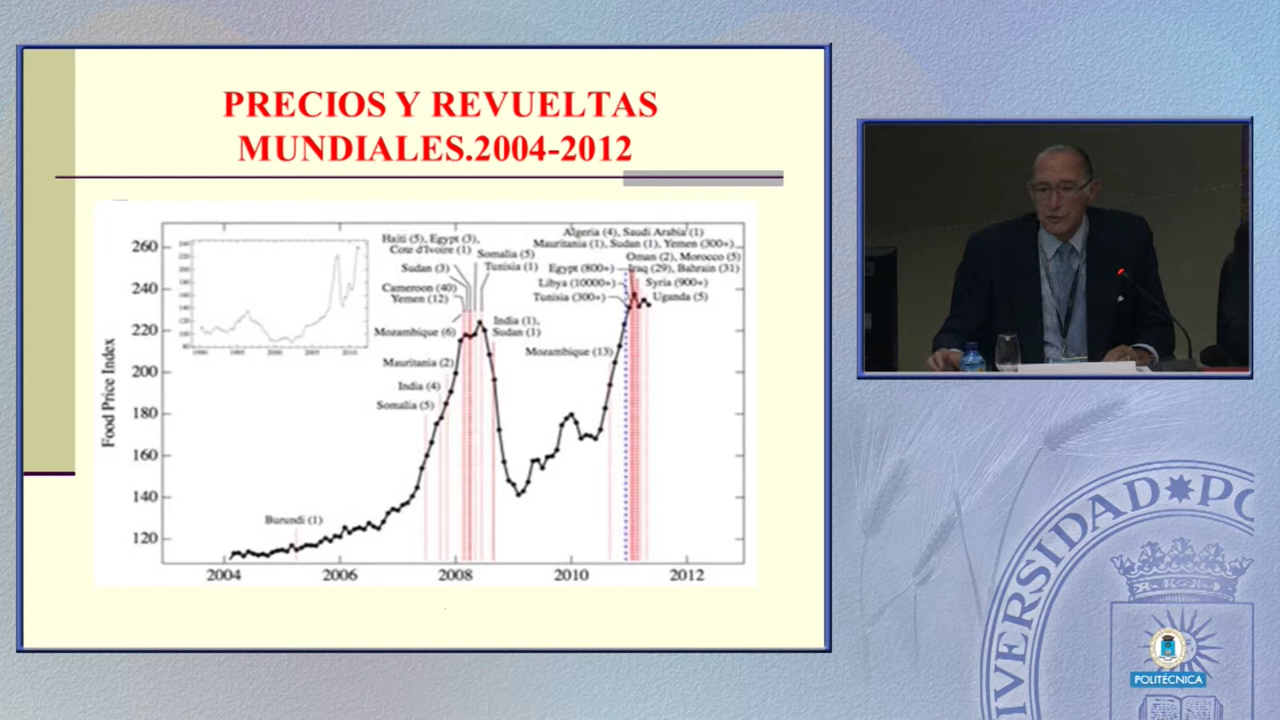 PRECIOS Y REVUELTAS
MUNDIALES.2004-2012
Food Price Index
260
240
220
200
180
160
140
120
2004
2006
2008
2010
2012
Burundi (1)
Somalia (5)
India (4)
Mauritania (2)
Mozambique (6)
Cameroon (40)
Yemen (12)
Sudan (3)
Haiti (5), Egypt (3),
Cote d'Ivoire (1)
Somalia (5)
Tunisia (1)
India (1),
Sudan (1)
Mozambique (13)
Tunisia (300+)
Libya (10000+)
Egypt (800+)
Algeria (4), Saudi Arabia (1)
Mauritania (1), Sudan (1), Yemen (300+)
Oman (2), Morocco (5)
Iraq (29), Bahrain (31)
Syria (900+)
Uganda (5)
IVERSIDAD PO
POLITÉCNICA